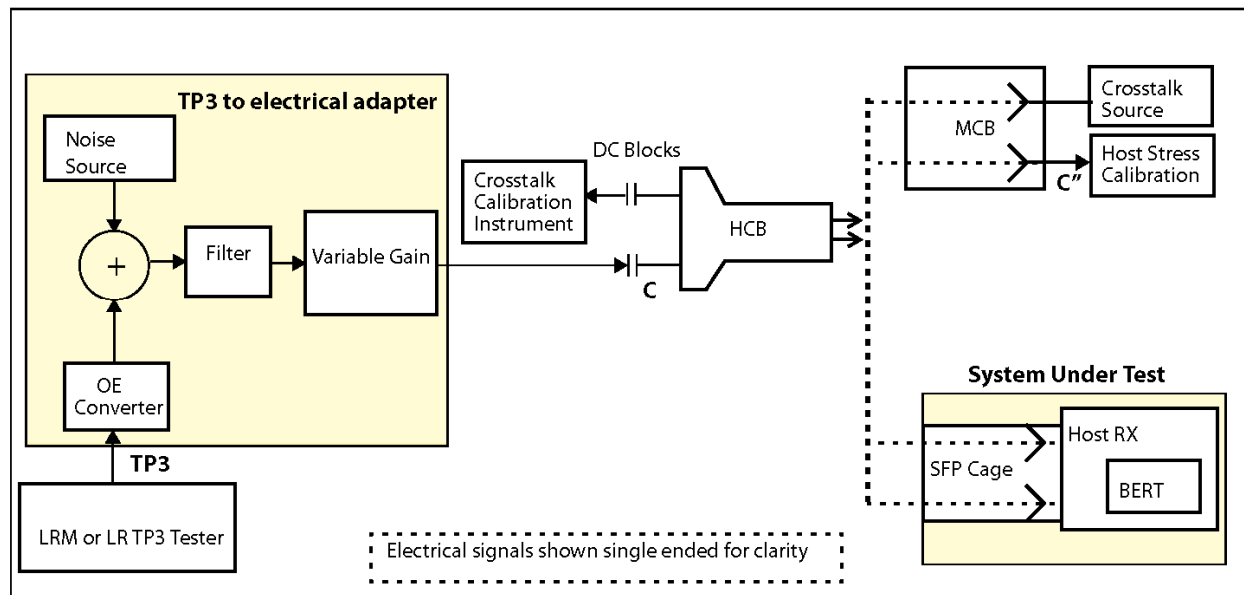 TP3 to electrical adapter
Noise
Source
+
Filter
Variable Gain
OE
Converter
TP3
LRM or LR TP3 Tester
DC Blocks
Crosstalk
Calibration
Instrument
C
HCB
MCB
Crosstalk
Source
Host Stress
Calibration
C"
System Under Test
SFP Cage
Host RX
BERT
Electrical signals shown single ended for clarity